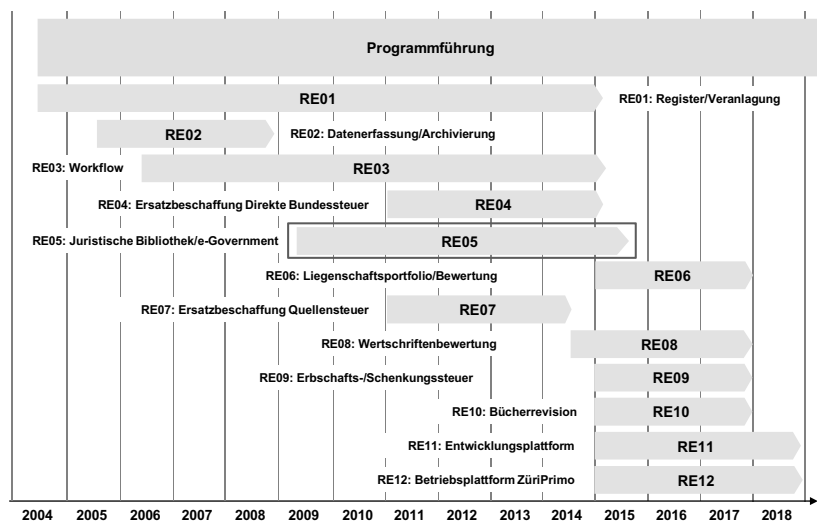 Programmführung
RE01 RE01: Register/Veranlagung
RE02 RE02: Datenerfassung/Archivierung
RE03: Workflow RE03
RE04: Ersatzbeschaffung Direkte Bundessteuer RE04
RE05: Juristische Bibliothek/e-Government RE05
RE06: Liegenschaftsportfolio/Bewertung RE06
RE07: Ersatzbeschaffung Quellensteuer RE07
RE08: Wertschriftenbewertung RE08
RE09: Erbschafts-/Schenkungssteuer RE09
RE10: Bücherrevision RE10
RE11: Entwicklungsplattform RE11
RE12: Betriebsplattform ZüriPrimo RE12
2004 2005 2006 2007 2008 2009 2010 2011 2012 2013 2014 2015 2016 2017 2018